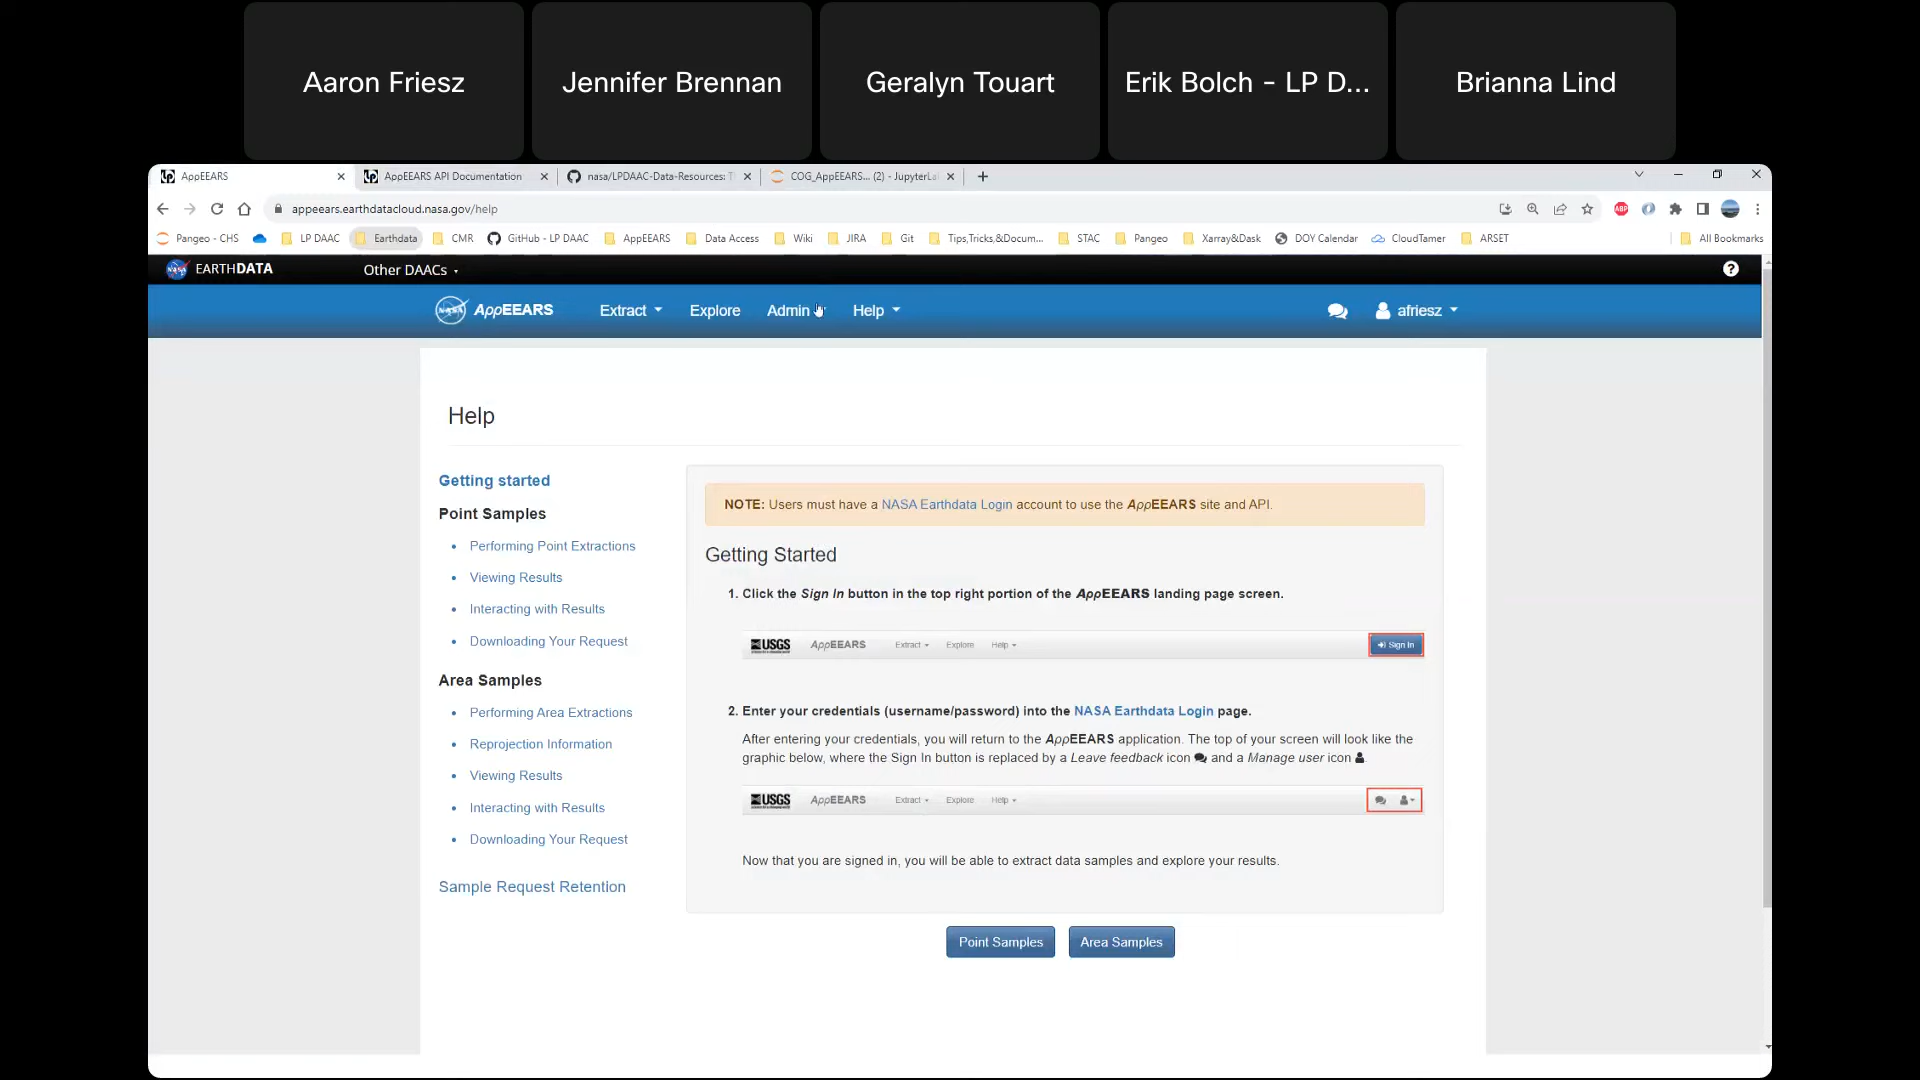 Aaron Friesz
Jennifer Brennan
Geralyn Touart
Erik Bolch - LP D...
Brianna Lind
AppEEARS
AppEEARS API Documentation
nasa/LPDAAC-Data-Resources: T
COG_AppEEARS... (2) - JupyterLa
appeears.earthdatacloud.nasa.gov/help
ABP
Pangeo - CHS
LP DAAC
Earthdata
CMR
GitHub - LP DAAC
AppEEARS
Data Access
Wiki
JIRA
Git
Tips,Tricks,&Docum...
STAC
Pangeo
Xarray&Dask
DOY Calendar
CloudTamer
ARSET
All Bookmarks
EARTHDATA
Other DAACs
?
NASA
AppEEARS
Extract
Explore
Admin
Help
afriesz
Help
Getting started
Point Samples
• Performing Point Extractions
• Viewing Results
• Interacting with Results
• Downloading Your Request
Area Samples
• Performing Area Extractions
• Reprojection Information
• Viewing Results
• Interacting with Results
• Downloading Your Request
Sample Request Retention
NOTE: Users must have a NASA Earthdata Login account to use the AppEEARS site and API.
Getting Started
1. Click the Sign In button in the top right portion of the AppEEARS landing page screen.
USGS AppEEARS Extract Explore Help Sign In
2. Enter your credentials (username/password) into the NASA Earthdata Login page.
After entering your credentials, you will return to the AppEEARS application. The top of your screen will look like the
graphic below, where the Sign In button is replaced by a Leave feedback icon and a Manage user icon .
USGS AppEEARS Extract Explore Help
Now that you are signed in, you will be able to extract data samples and explore your results.
Point Samples
Area Samples